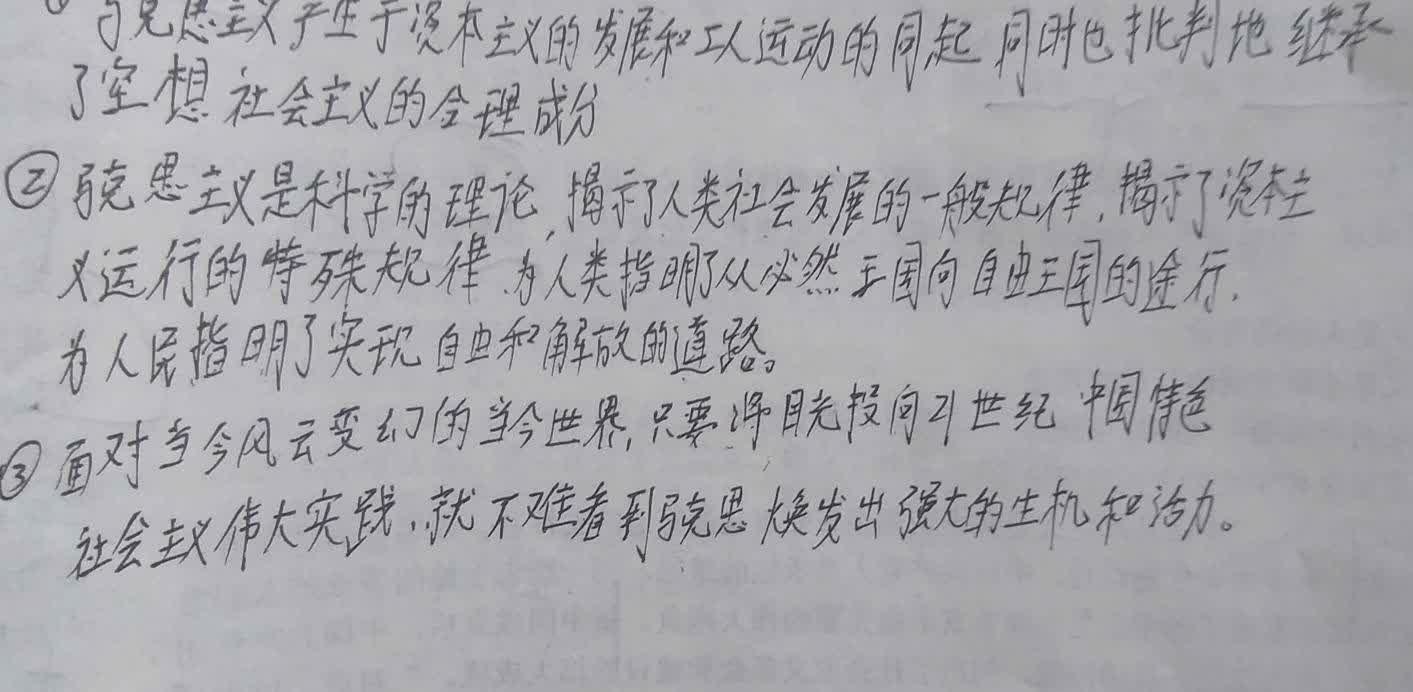 马克思主义产生于资本主义的发展和工人运动的同起 同时也批判地 继承
了空想 社会主义的合理成分
② 马克思主义是科学的理论, 揭示了人类社会发展的一般规律, 揭示了资本主
义运行的特殊规律 为人类指明了从必然王国向自由王国的途行,
为人民指明了实现自由和解放的道路。
③ 面对当今风云变幻的当今世界, 只要将目光投向21世纪 中国特色
社会主义伟大实践, 就不难看到马克思 焕发出强大的生机和活力。